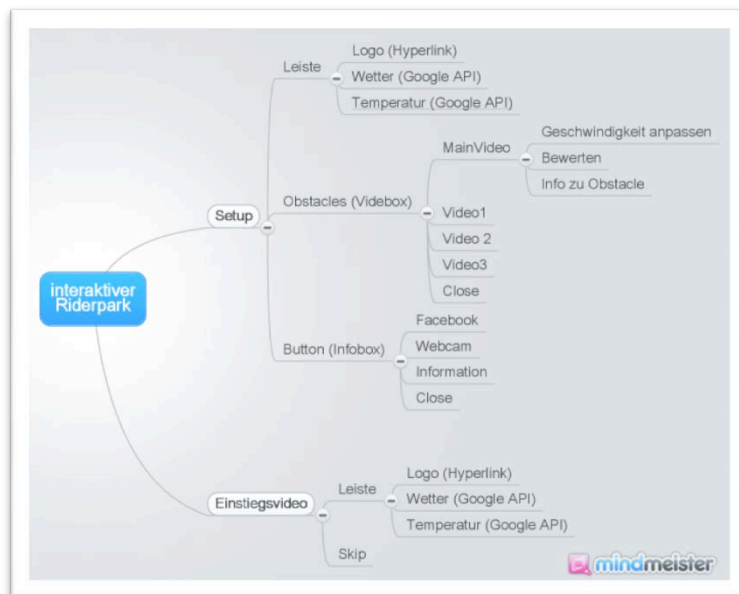 Logo (Hyperlink)
Leiste
Wetter (Google API)
Temperatur (Google API)
Geschwindigkeit anpassen
MainVideo
Bewerten
Info zu Obstacle
Obstacles (Videbox)
Setup
Video1
Video 2
Video3
Close
interaktiver
Riderpark
Facebook
Button (Infobox)
Webcam
Information
Close
Logo (Hyperlink)
Leiste
Einstiegsvideo
Wetter (Google API)
Temperatur (Google API)
Skip
mindmeister